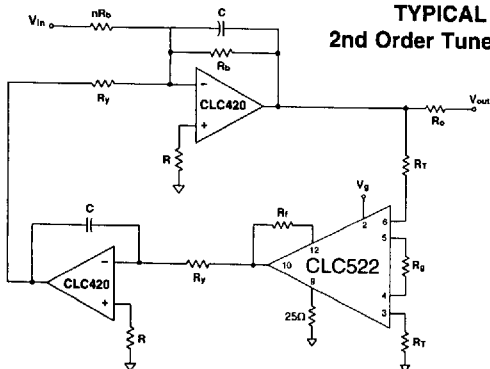 TYPICAL
2nd Order Tune
Vin
nRb
C
Rb
Ry
CLC420
-
+
R
Ro
Vout
RT
Vg
2
6
5
Rf
12
10
CLC522
Rg
4
9
3
25Ω
RT
C
Ry
CLC420
-
+
R